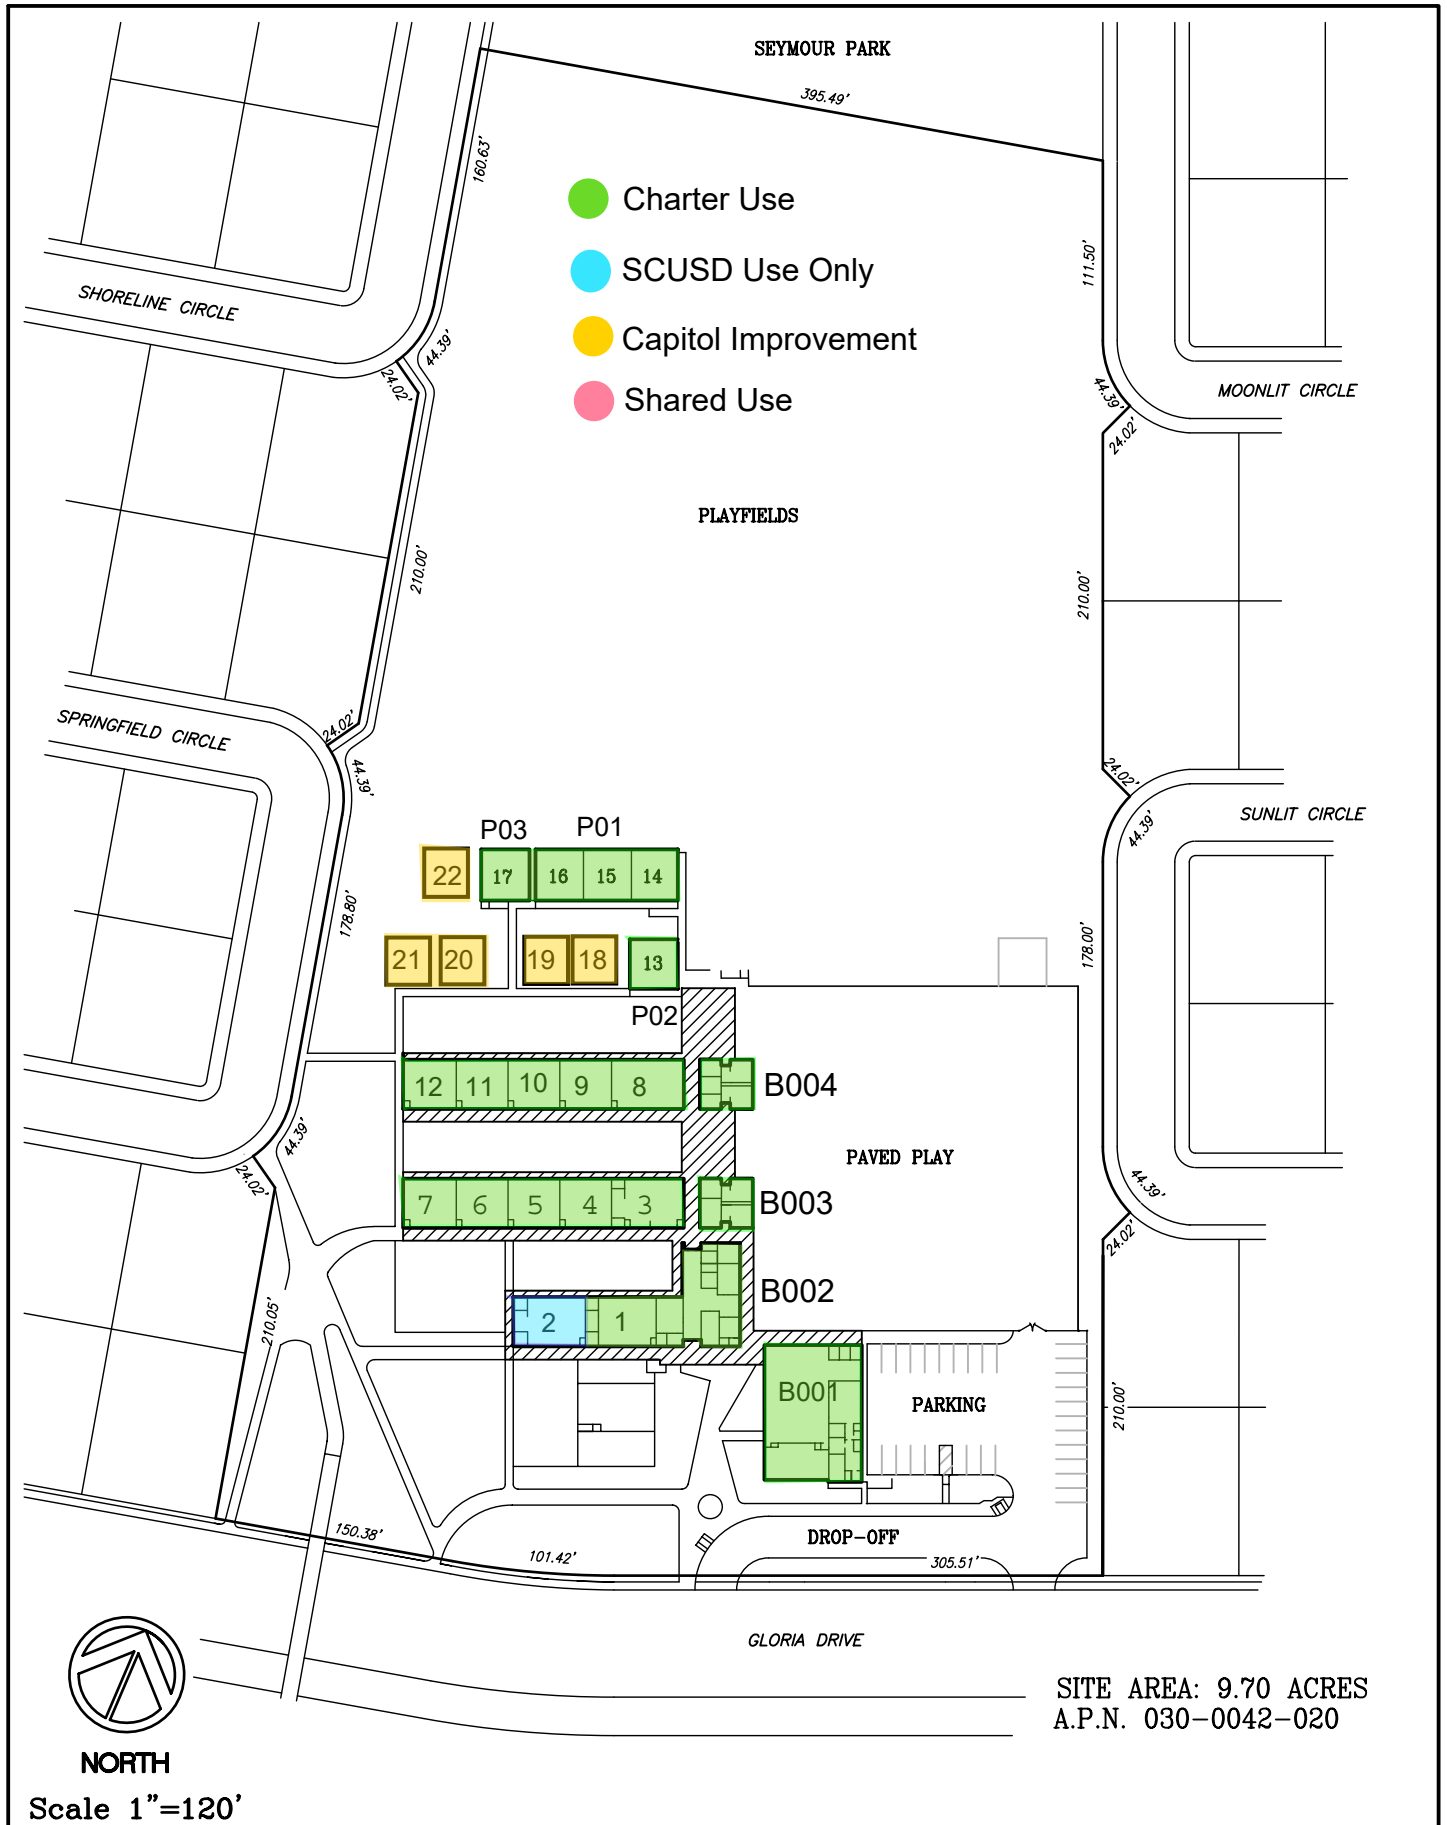 SEYMOUR PARK
395.49'
160.63'
Charter Use
SCUSD Use Only
Capitol Improvement
Shared Use
111.50'
SHORELINE CIRCLE
44.39'
24.02'
MOONLIT CIRCLE
44.39'
24.02'
PLAYFIELDS
210.00'
210.00'
SPRINGFIELD CIRCLE
24.02'
44.39'
24.02'
44.39'
SUNLIT CIRCLE
P03
P01
22
17
16
15
14
178.80'
21
20
19
18
13
178.00'
P02
12
11
10
9
8
B004
44.39'
24.02'
PAVED PLAY
7
6
5
4
3
B003
44.39'
24.02'
B002
210.05'
2
1
B001
PARKING
210.00'
150.38'
101.42'
DROP-OFF
305.51'
GLORIA DRIVE
SITE AREA: 9.70 ACRES
A.P.N. 030-0042-020
NORTH
Scale 1"=120'